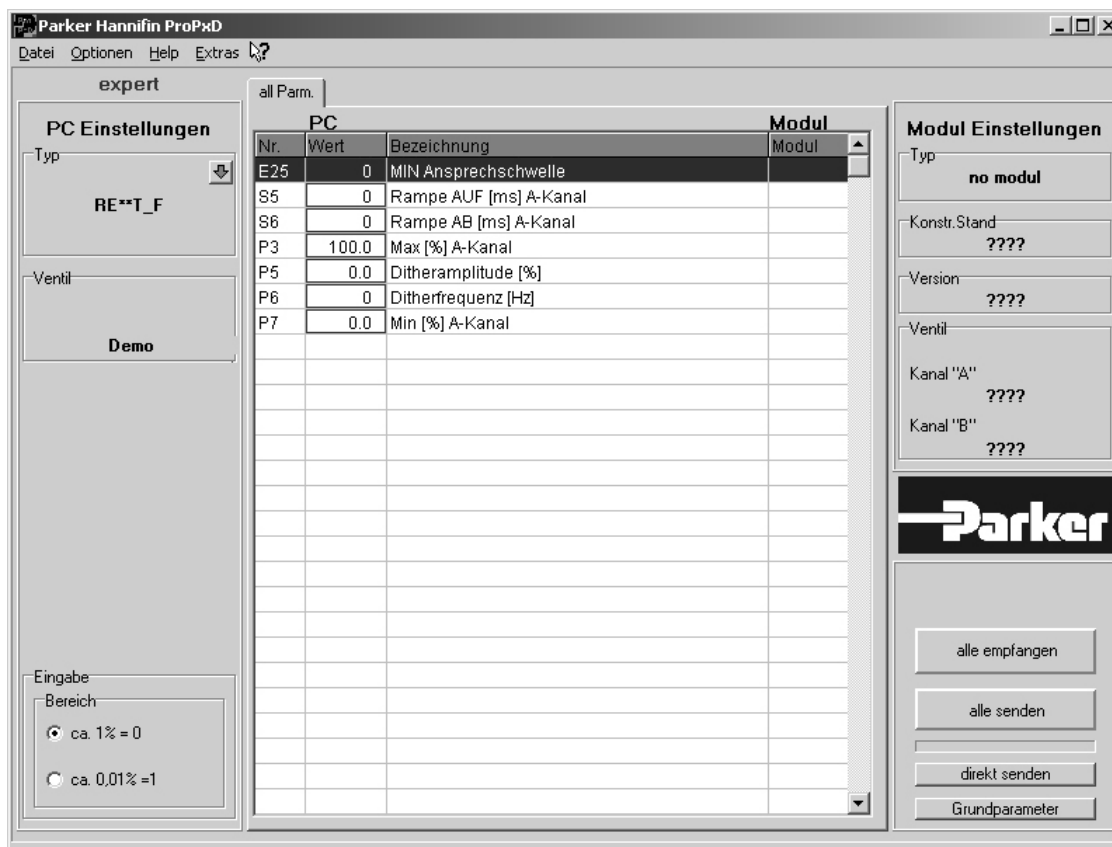 Parker Hannifin ProPxD
Datei Optionen Help Extras
expert
PC Einstellungen
Typ
RE**T_F
Ventil
Demo
Eingabe
Bereich
ca. 1% = 0
ca. 0,01% =1
all Parm.
PC Modul
Nr. Wert Bezeichnung Modul
E25 0 MIN Ansprechschwelle
S5 0 Rampe AUF [ms] A-Kanal
S6 0 Rampe AB [ms] A-Kanal
P3 100.0 Max [%] A-Kanal
P5 0.0 Ditheramplitude [%]
P6 0 Ditherfrequenz [Hz]
P7 0.0 Min [%] A-Kanal
Modul Einstellungen
Typ
no modul
Konstr.Stand
????
Version
????
Ventil
Kanal "A"
????
Kanal "B"
????
Parker
alle empfangen
alle senden
direkt senden
Grundparameter